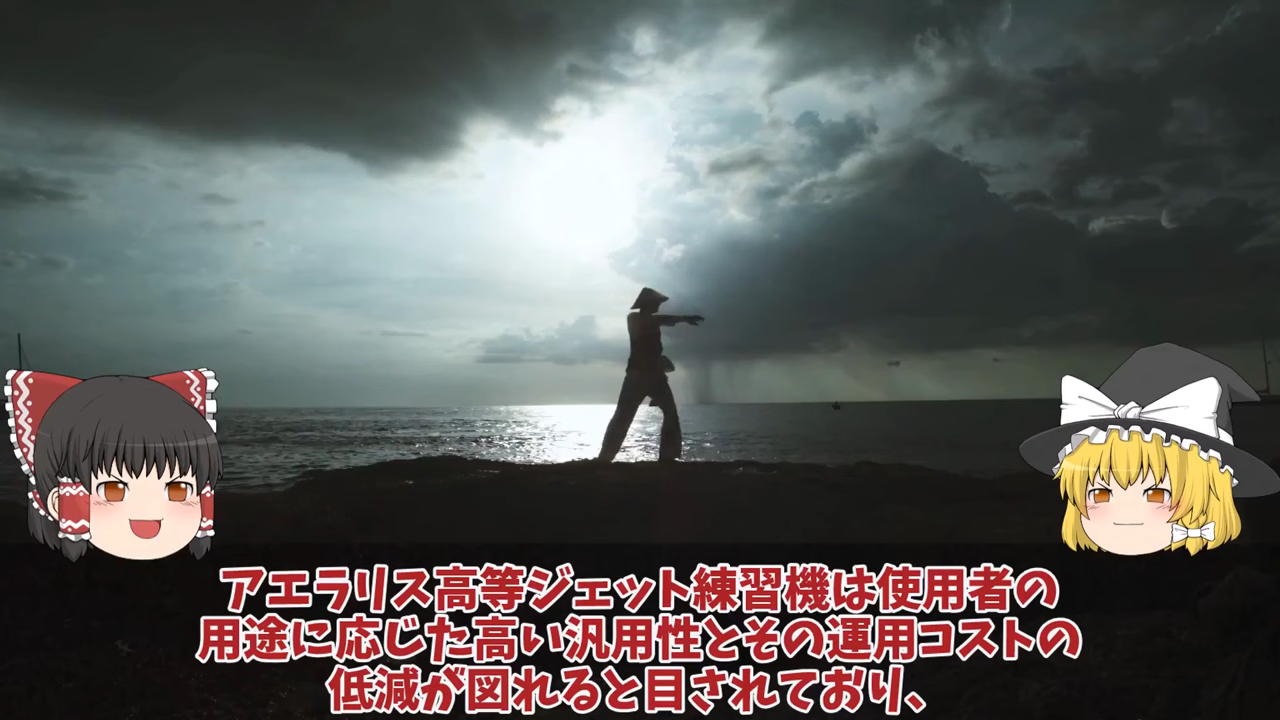 アエラリス高等ジェット練習機は使用者の
用途に応じた高い汎用性とその運用コストの
低減が図れると目されており、